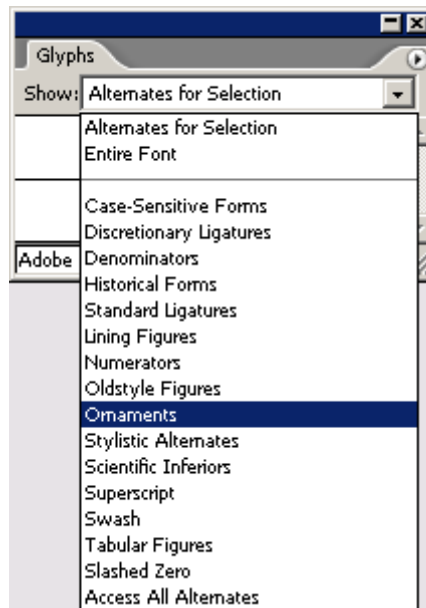 Glyphs
Show: Alternates for Selection
Alternates for Selection
Entire Font
Case-Sensitive Forms
Discretionary Ligatures
Adobe
Denominators
Historical Forms
Standard Ligatures
Lining Figures
Numerators
Oldstyle Figures
Ornaments
Stylistic Alternates
Scientific Inferiors
Superscript
Swash
Tabular Figures
Slashed Zero
Access All Alternates